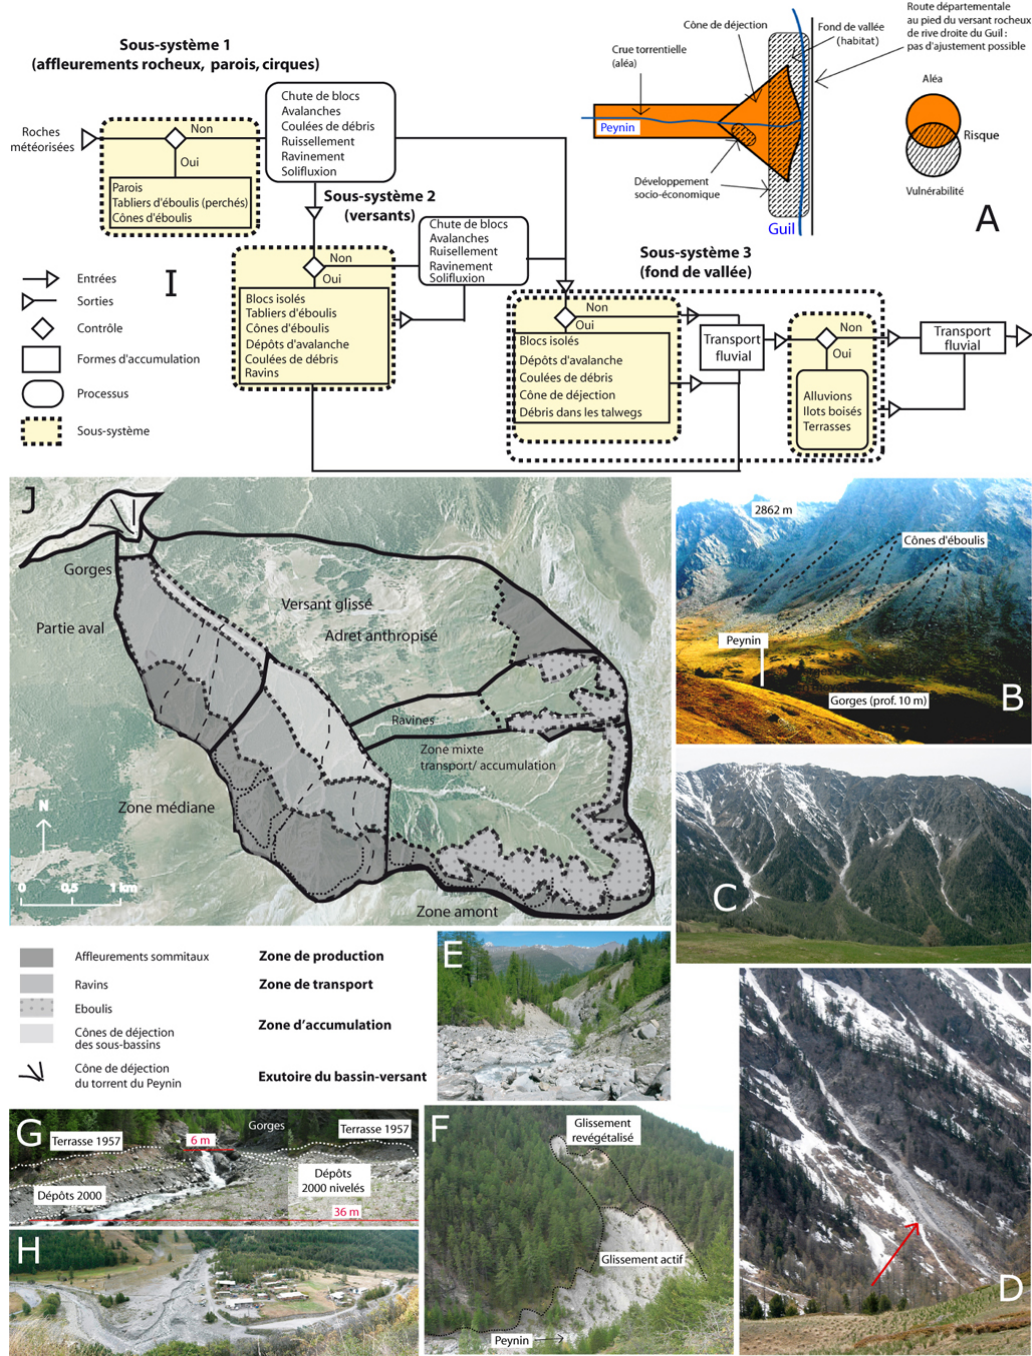 Sous-système 1
(affleurements rocheux, parois, cirques)
Roches
météorisées
Non
Oui
Parois
Tabliers d'éboulis (perchés)
Cônes d'éboulis
Chute de blocs
Avalanches
Coulées de débris
Ruissellement
Ravinement
Solifluxion
Sous-système 2
(versants)
Non
Oui
Blocs isolés
Tabliers d'éboulis
Cônes d'éboulis
Dépôts d'avalanche
Coulées de débris
Ravins
Chute de blocs
Avalanches
Ruisellement
Ravinement
Solifluxion
Sous-système 3
(fond de vallée)
Non
Oui
Blocs isolés
Dépôts d'avalanche
Coulées de débris
Cône de déjection
Débris dans les talwegs
Transport
fluvial
Non
Oui
Alluvions
Ilots boisés
Terrasses
Transport
fluvial
I
Entrées
Sorties
Contrôle
Formes d'accumulation
Processus
Sous-système
Crue torrentielle
(aléa)
Cône de déjection
Fond de vallée
(habitat)
Route départementale
au pied du versant rocheux
de rive droite du Guil :
pas d'ajustement possible
Peynin
Développement
socio-économique
Guil
Aléa
Risque
Vulnérabilité
A
J
Gorges
Partie aval
Versant glissé
Adret anthropisé
Ravines
Zone mixte
transport/ accumulation
Zone médiane
Zone amont
N
0 0,5 1 km
2862 m
Cônes d'éboulis
Peynin
Gorges (prof. 10 m)
B
C
D
E
Affleurements sommitaux
Zone de production
Ravins
Zone de transport
Eboulis
Cônes de déjection
des sous-bassins
Zone d'accumulation
Cône de déjection
du torrent du Peynin
Exutoire du bassin-versant
G
Terrasse 1957
6 m
Gorges
Terrasse 1957
Dépôts 2000
Dépôts
2000 nivelés
36 m
H
F
Glissement
revégétalisé
Glissement actif
Peynin